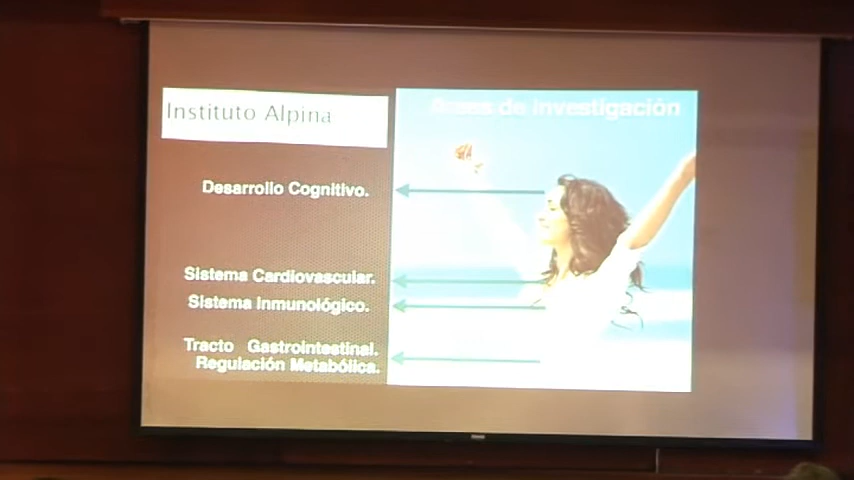 Instituto Alpina
Áreas de investigación
Desarrollo Cognitivo.
Sistema Cardiovascular.
Sistema Inmunológico.
Tracto Gastrointestinal.
Regulación Metabólica.